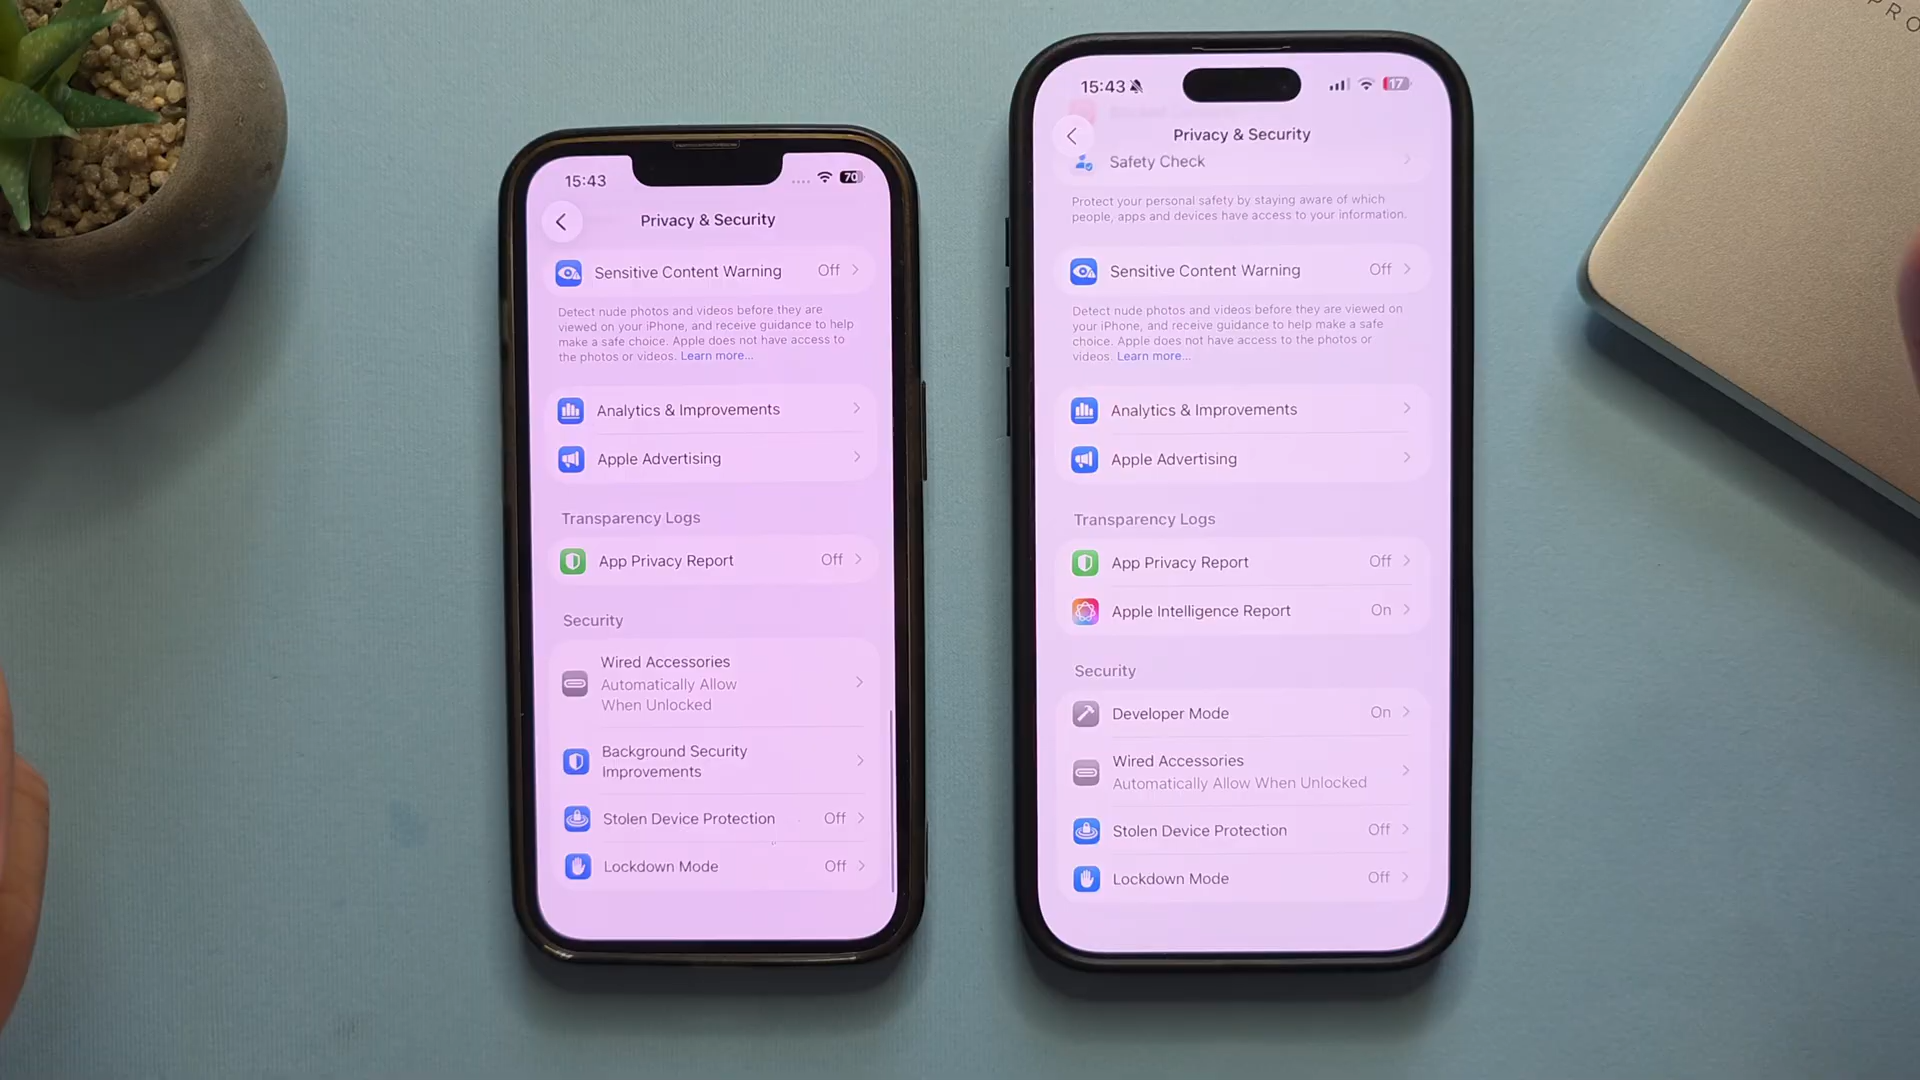 15:43
70
Privacy & Security
Sensitive Content Warning
Off
Detect nude photos and videos before they are
viewed on your iPhone, and receive guidance to help
make a safe choice. Apple does not have access to
the photos or videos. Learn more...
Analytics & Improvements
Apple Advertising
Transparency Logs
App Privacy Report
Off
Security
Wired Accessories
Automatically Allow
When Unlocked
Background Security
Improvements
Stolen Device Protection
Off
Lockdown Mode
Off
15:43
17
Privacy & Security
Safety Check
Protect your personal safety by staying aware of which
people, apps and devices have access to your information.
Sensitive Content Warning
Off
Detect nude photos and videos before they are viewed on
your iPhone, and receive guidance to help make a safe
choice. Apple does not have access to the photos or
videos. Learn more...
Analytics & Improvements
Apple Advertising
Transparency Logs
App Privacy Report
Off
Apple Intelligence Report
On
Security
Developer Mode
On
Wired Accessories
Automatically Allow When Unlocked
Stolen Device Protection
Off
Lockdown Mode
Off
PRO